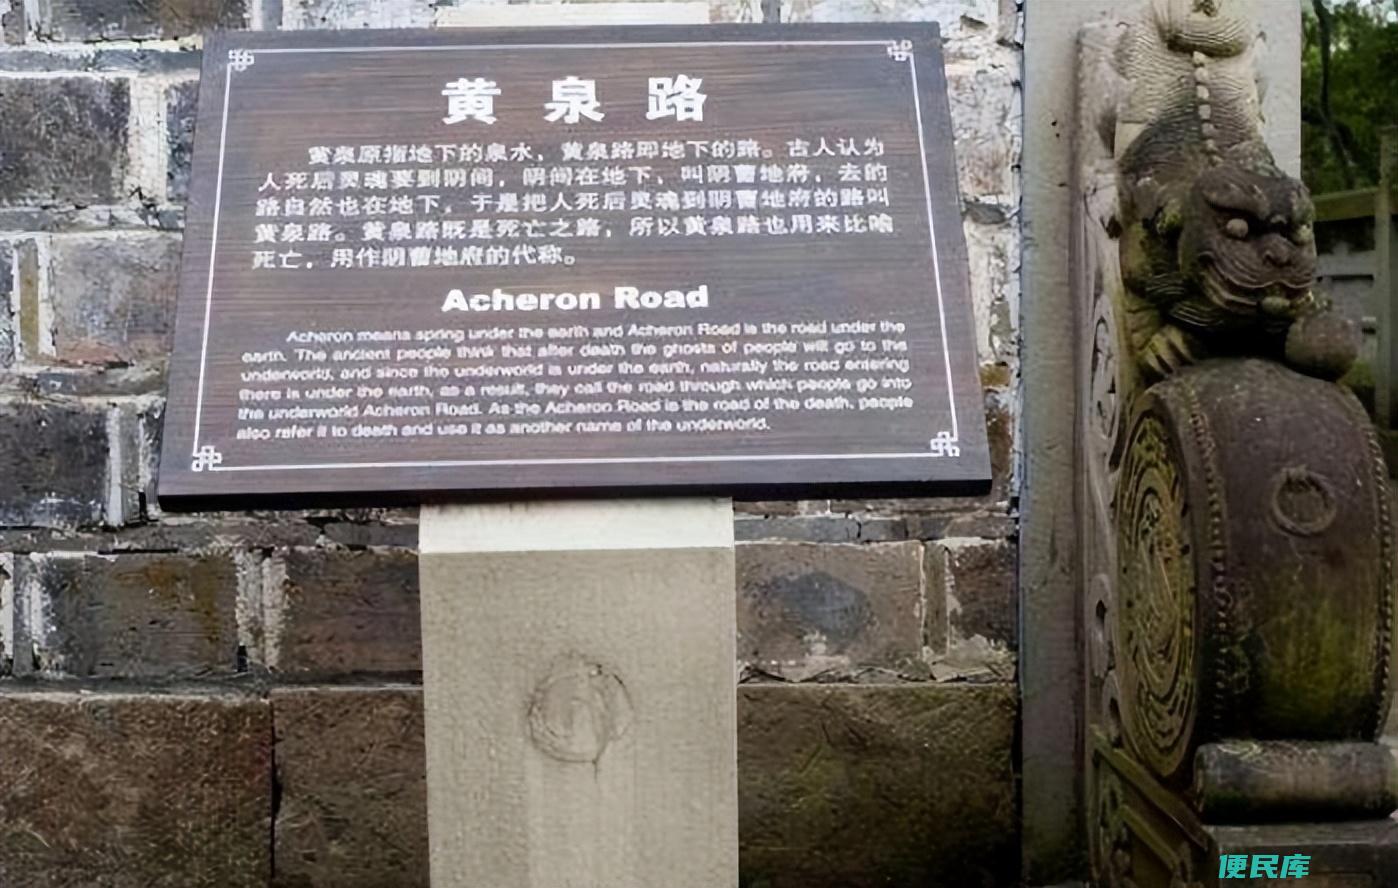 黄泉路
黄泉原指地下的泉水，黄泉路即地下的路。古人认为
人死后灵魂要到阴间，阴间在地下，叫阴曹地府，去的
路自然也在地下，于是把人死后灵魂到阴曹地府的路叫
黄泉路。黄泉路既是死亡之路，所以黄泉路也用来比喻
死亡，用作阴曹地府的代称。
Acheron Road
Acheron means spring under the earth and Acheron Road is the road under the
earth. The ancient people think that after death the ghosts of people will go to the
underworld, and since the underworld is under the earth, naturally the road entering
there is under the earth, as a result, they call the road through which people go into
the underworld Acheron Road. As the Acheron Road is the road of the death, people
also refer it to death and use it as another name of the underworld.
便民库